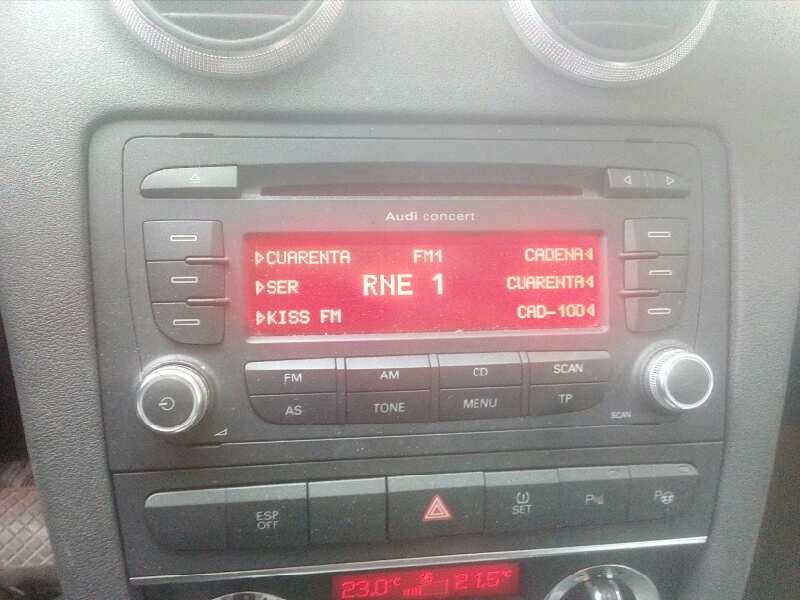 Audi concert
CUARENTA FM1 CADENA
SER RNE 1 CUARENTA
KISS FM CAD-100
FM AM CD SCAN
AS TONE MENU TP
SCAN
ESP OFF
SET
23.0°C 21.5°C